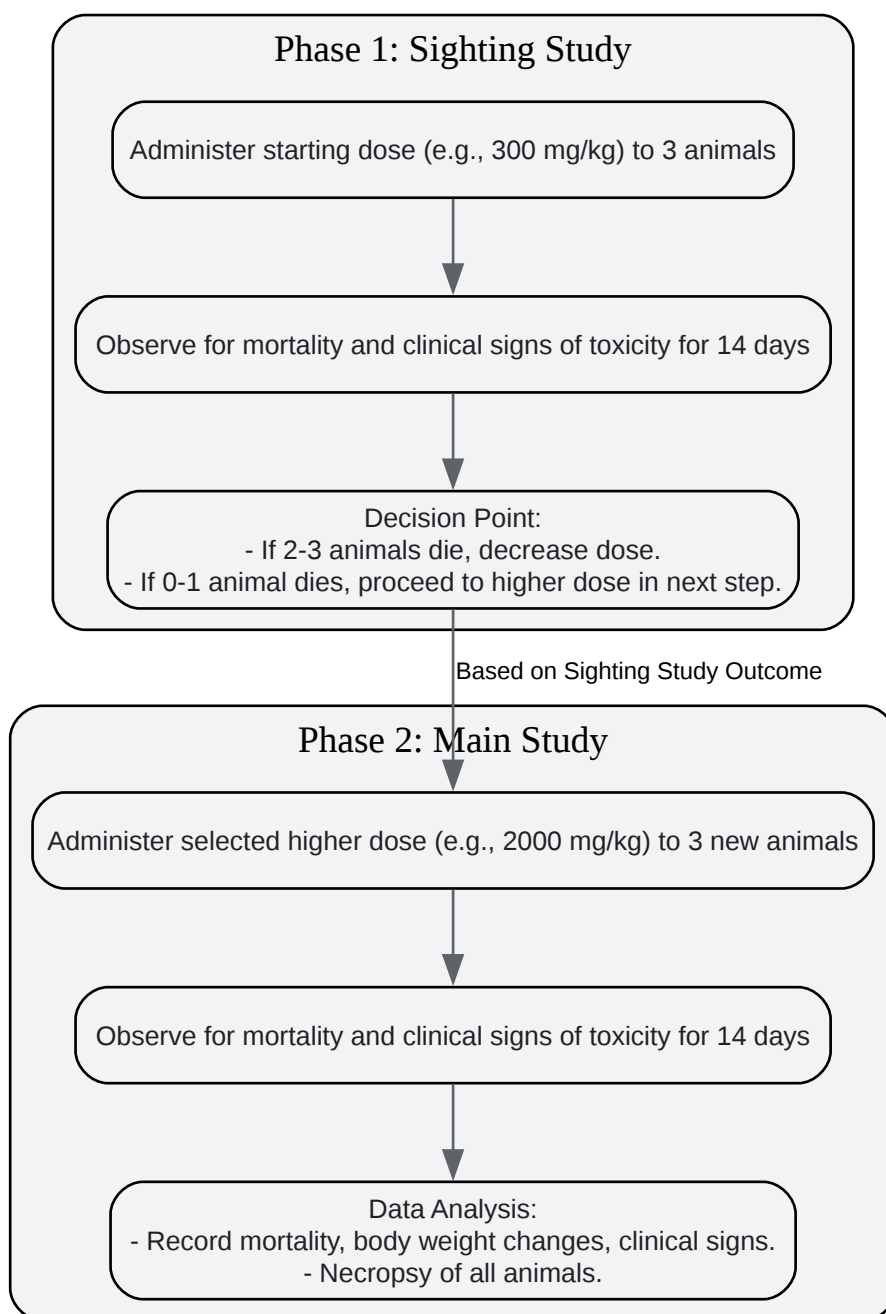 Phase 1: Sighting Study
Administer starting dose (e.g., 300 mg/kg) to 3 animals
Observe for mortality and clinical signs of toxicity for 14 days
Decision Point:
- If 2-3 animals die, decrease dose.
- If 0-1 animal dies, proceed to higher dose in next step.
Based on Sighting Study Outcome
Phase 2: Main Study
Administer selected higher dose (e.g., 2000 mg/kg) to 3 new animals
Observe for mortality and clinical signs of toxicity for 14 days
Data Analysis:
- Record mortality, body weight changes, clinical signs.
- Necropsy of all animals.